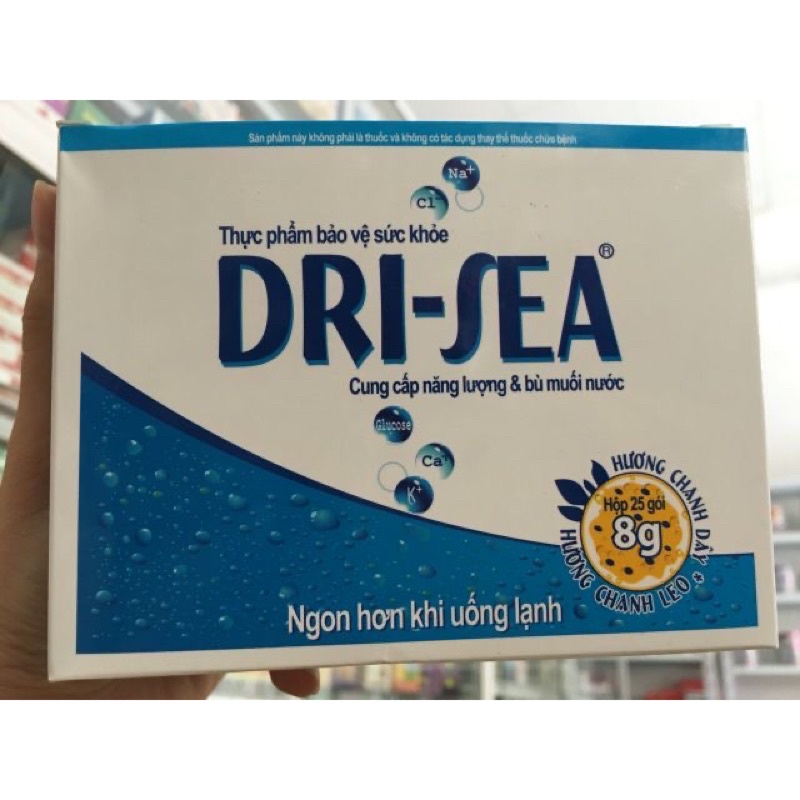 Sản phẩm này không phải là thuốc và không có tác dụng thay thế thuốc chữa bệnh
Na+
Cl-
Thực phẩm bảo vệ sức khỏe
DRI-SEA®
Cung cấp năng lượng & bù muối nước
Glucose
Ca+
K+
HƯƠNG CHANH DÂY
Hộp 25 gói
8g
HƯƠNG CHANH LEO
Ngon hơn khi uống lạnh